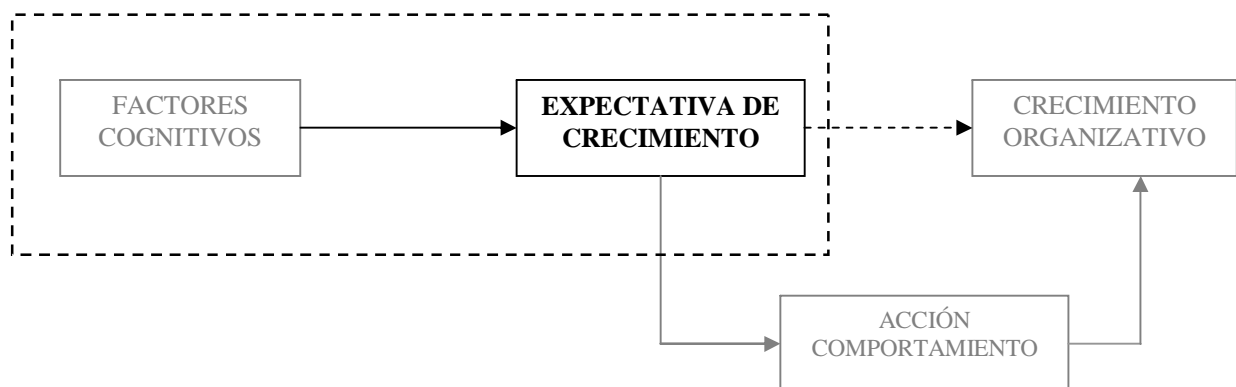 FACTORES
COGNITIVOS
EXPECTATIVA DE
CRECIMIENTO
CRECIMIENTO
ORGANIZATIVO
ACCIÓN
COMPORTAMIENTO